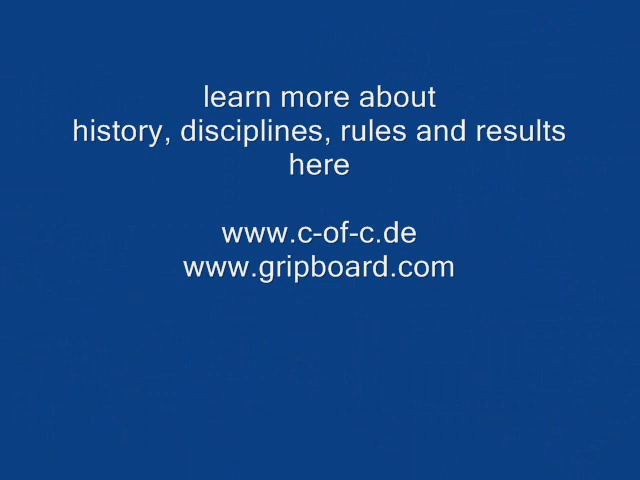 learn more about
history, disciplines, rules and results
here
www.c-of-c.de
www.gripboard.com